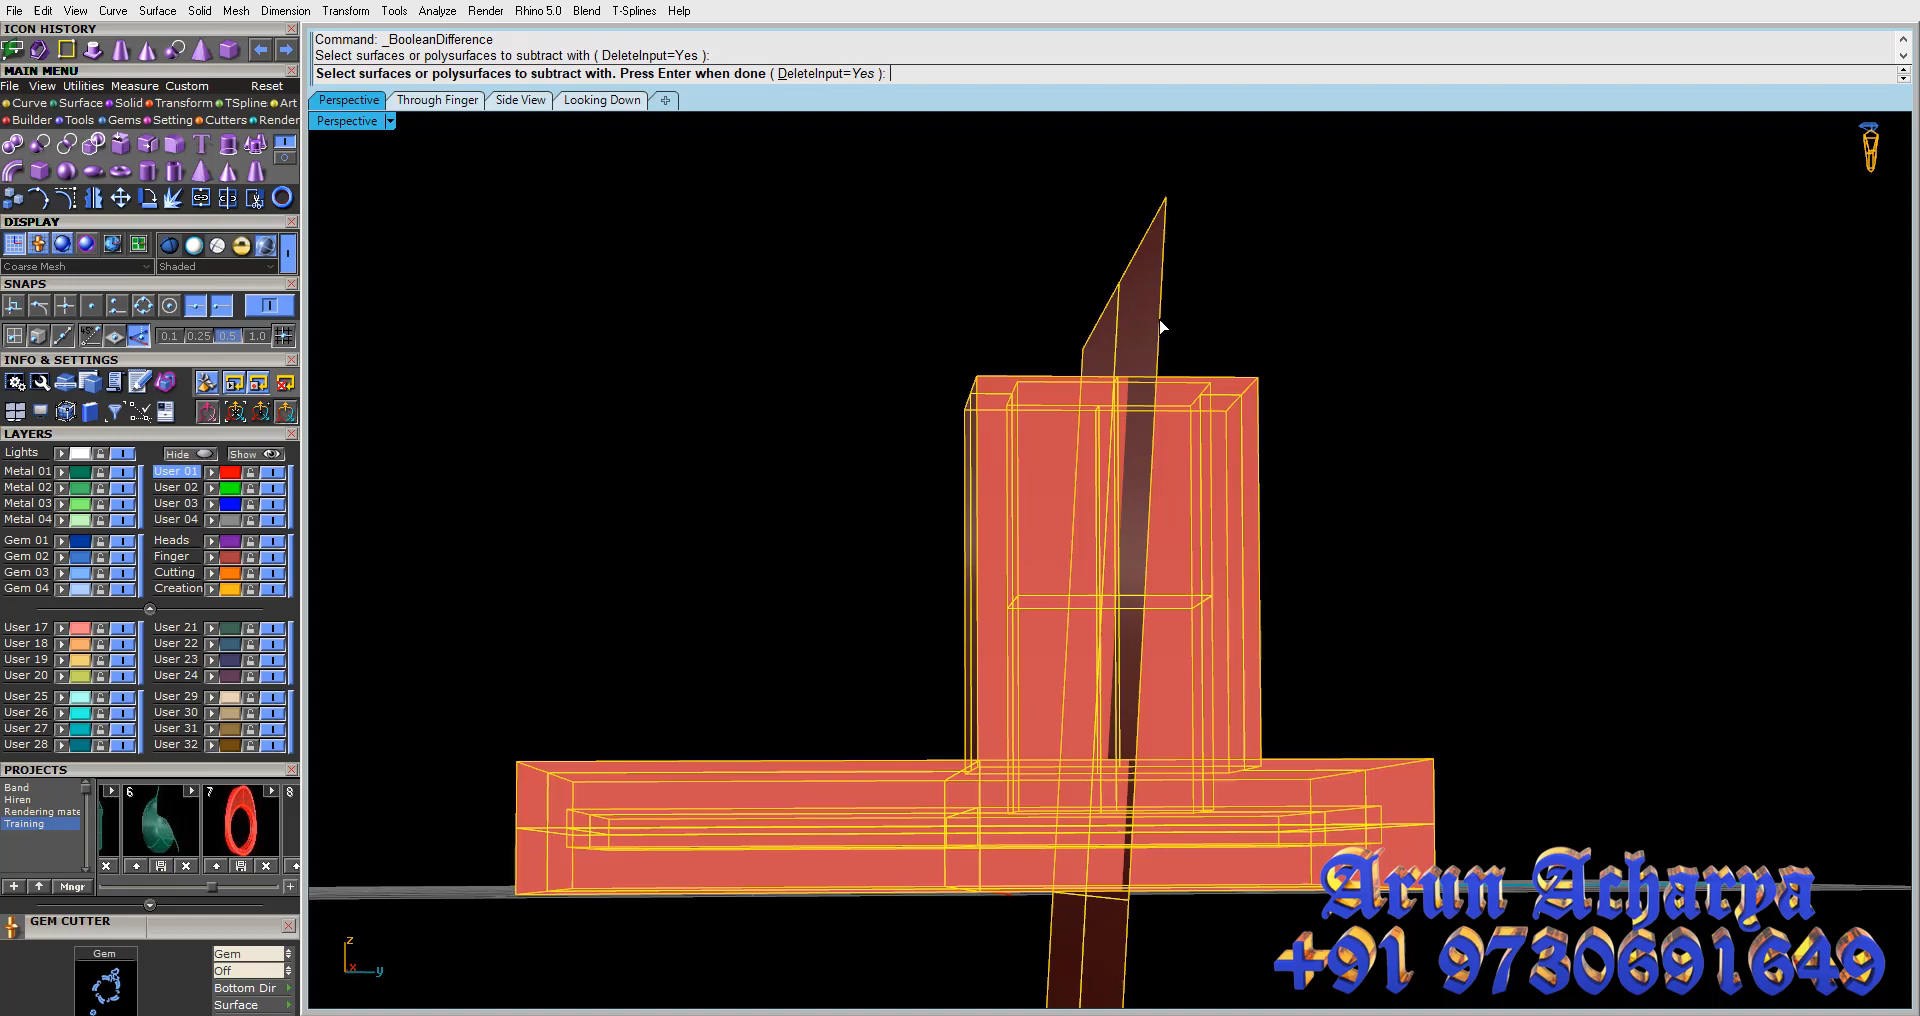 File Edit View Curve Surface Solid Mesh Dimension Transform Tools Analyze Render Rhino 5.0 Blend T-Splines Help
ICON HISTORY
MAIN MENU
File View Utilities Measure Custom Reset
Curve Surface Solid Transform TSpline Art
Builder Tools Gems Setting Cutters Render
DISPLAY
Coarse Mesh Shaded
SNAPS
0.1 0.25 0.5 1.0
INFO & SETTINGS
LAYERS
Lights Hide Show
Metal 01 User 01
Metal 02 User 02
Metal 03 User 03
Metal 04 User 04
Gem 01 Heads
Gem 02 Finger
Gem 03 Cutting
Gem 04 Creation
User 17 User 21
User 18 User 22
User 19 User 23
User 20 User 24
User 25 User 29
User 26 User 30
User 27 User 31
User 28 User 32
PROJECTS
Band
Hiren
Rendering mate
Training
6 7 8
Mngr
GEM CUTTER
Gem
Gem
Off
Bottom Dir
Surface
Command: _BooleanDifference
Select surfaces or polysurfaces to subtract with ( DeleteInput=Yes ):
Select surfaces or polysurfaces to subtract with. Press Enter when done ( DeleteInput=Yes ):
Perspective Through Finger Side View Looking Down
Perspective
z
x y
Arun Acharya
+91 9730691649